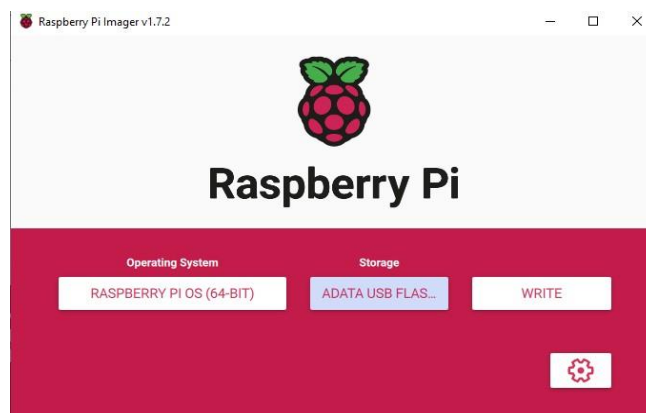 Raspberry Pi Imager v1.7.2
Raspberry Pi
Operating System
Storage
RASPBERRY PI OS (64-BIT)
ADATA USB FLAS...
WRITE